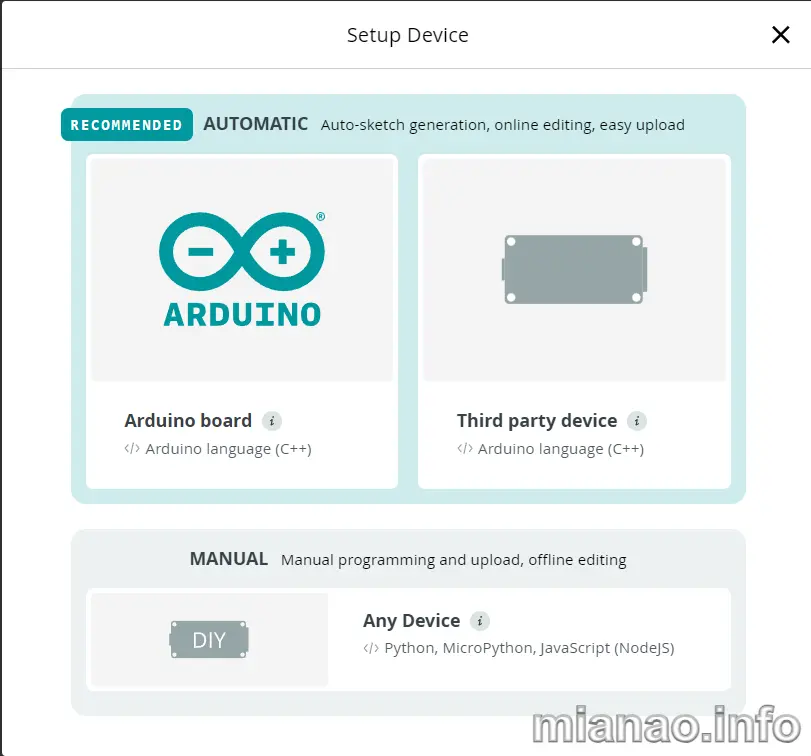 Setup Device
RECOMMENDED AUTOMATIC Auto-sketch generation, online editing, easy upload
ARDUINO®
Arduino board i
</> Arduino language (C++)
Third party device i
</> Arduino language (C++)
MANUAL Manual programming and upload, offline editing
DIY
Any Device i
</> Python, MicroPython, JavaScript (NodeJS)
mianao.info